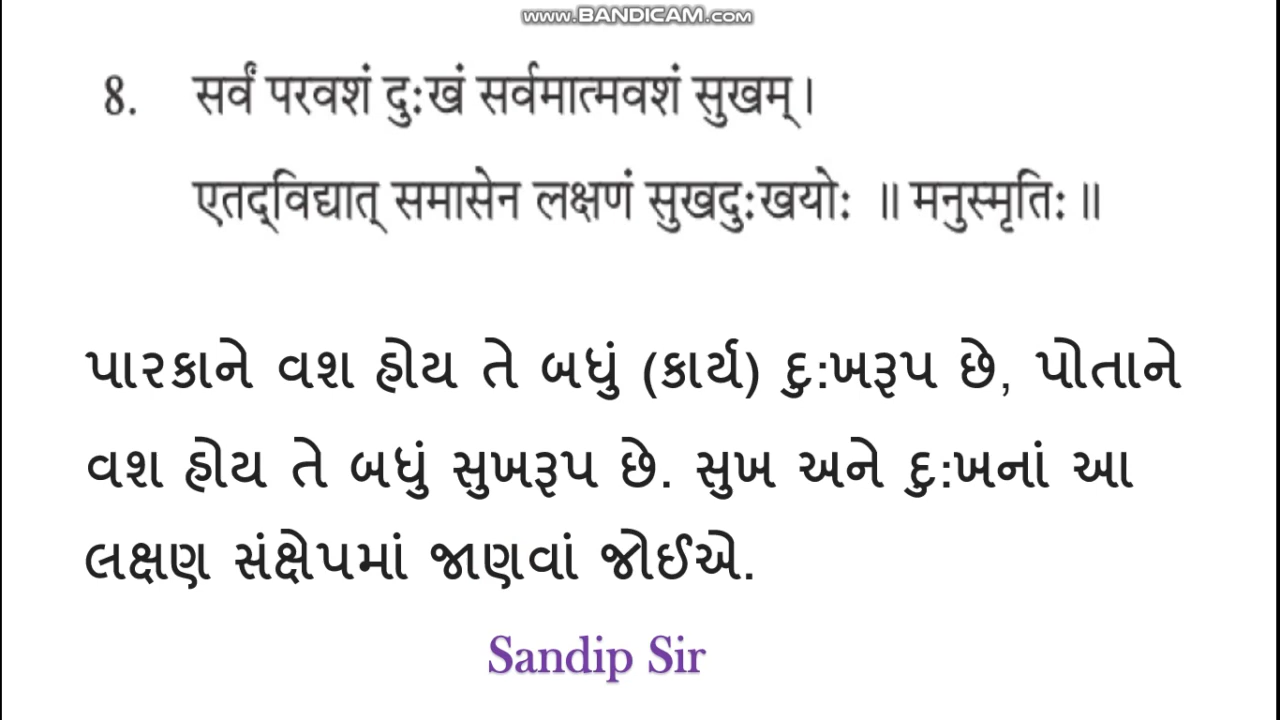 www.BANDICAM.com
8. सर्वं परवशं दुःखं सर्वमात्मवशं सुखम्।
एतद्विद्यात् समासेन लक्षणं सुखदुःखयोः ॥ मनुस्मृतिः॥
પારકાને વશ હોય તે બધું (કાર્ય) દુ:ખરૂપ છે, પોતાને
વશ હોય તે બધું સુખરૂપ છે. સુખ અને દુ:ખનાં આ
લક્ષણ સંક્ષેપમાં જાણવાં જોઈએ.
Sandip Sir